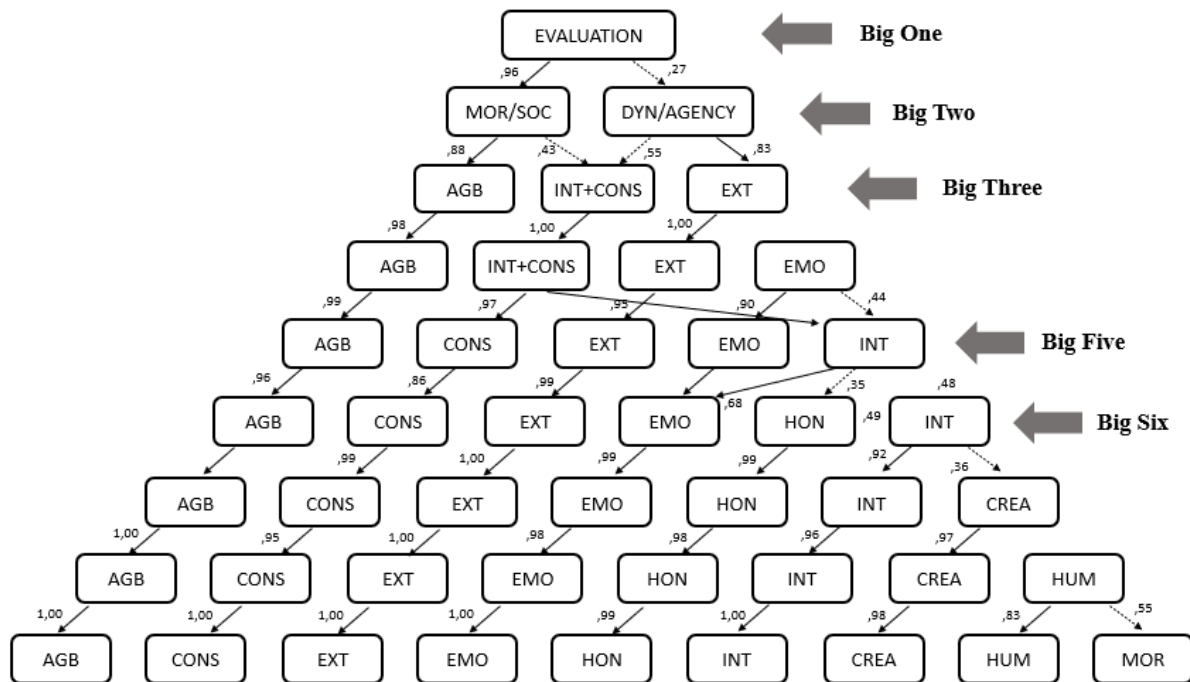 EVALUATION
Big One
,96 ,27
MOR/SOC DYN/AGENCY
Big Two
,88 ,43 ,55 ,83
AGB INT+CONS EXT
Big Three
,98 1,00 1,00
AGB INT+CONS EXT EMO
,99 ,97 ,95 ,90 ,44
AGB CONS EXT EMO INT
Big Five
,96 ,86 ,99 ,68 ,35 ,48
AGB CONS EXT EMO HON ,49 INT
Big Six
,99 1,00 ,99 ,99 ,92 ,36
AGB CONS EXT EMO HON INT CREA
1,00 ,95 1,00 ,98 ,98 ,96 ,97
AGB CONS EXT EMO HON INT CREA HUM
1,00 1,00 1,00 1,00 ,99 1,00 ,98 ,83 ,55
AGB CONS EXT EMO HON INT CREA HUM MOR